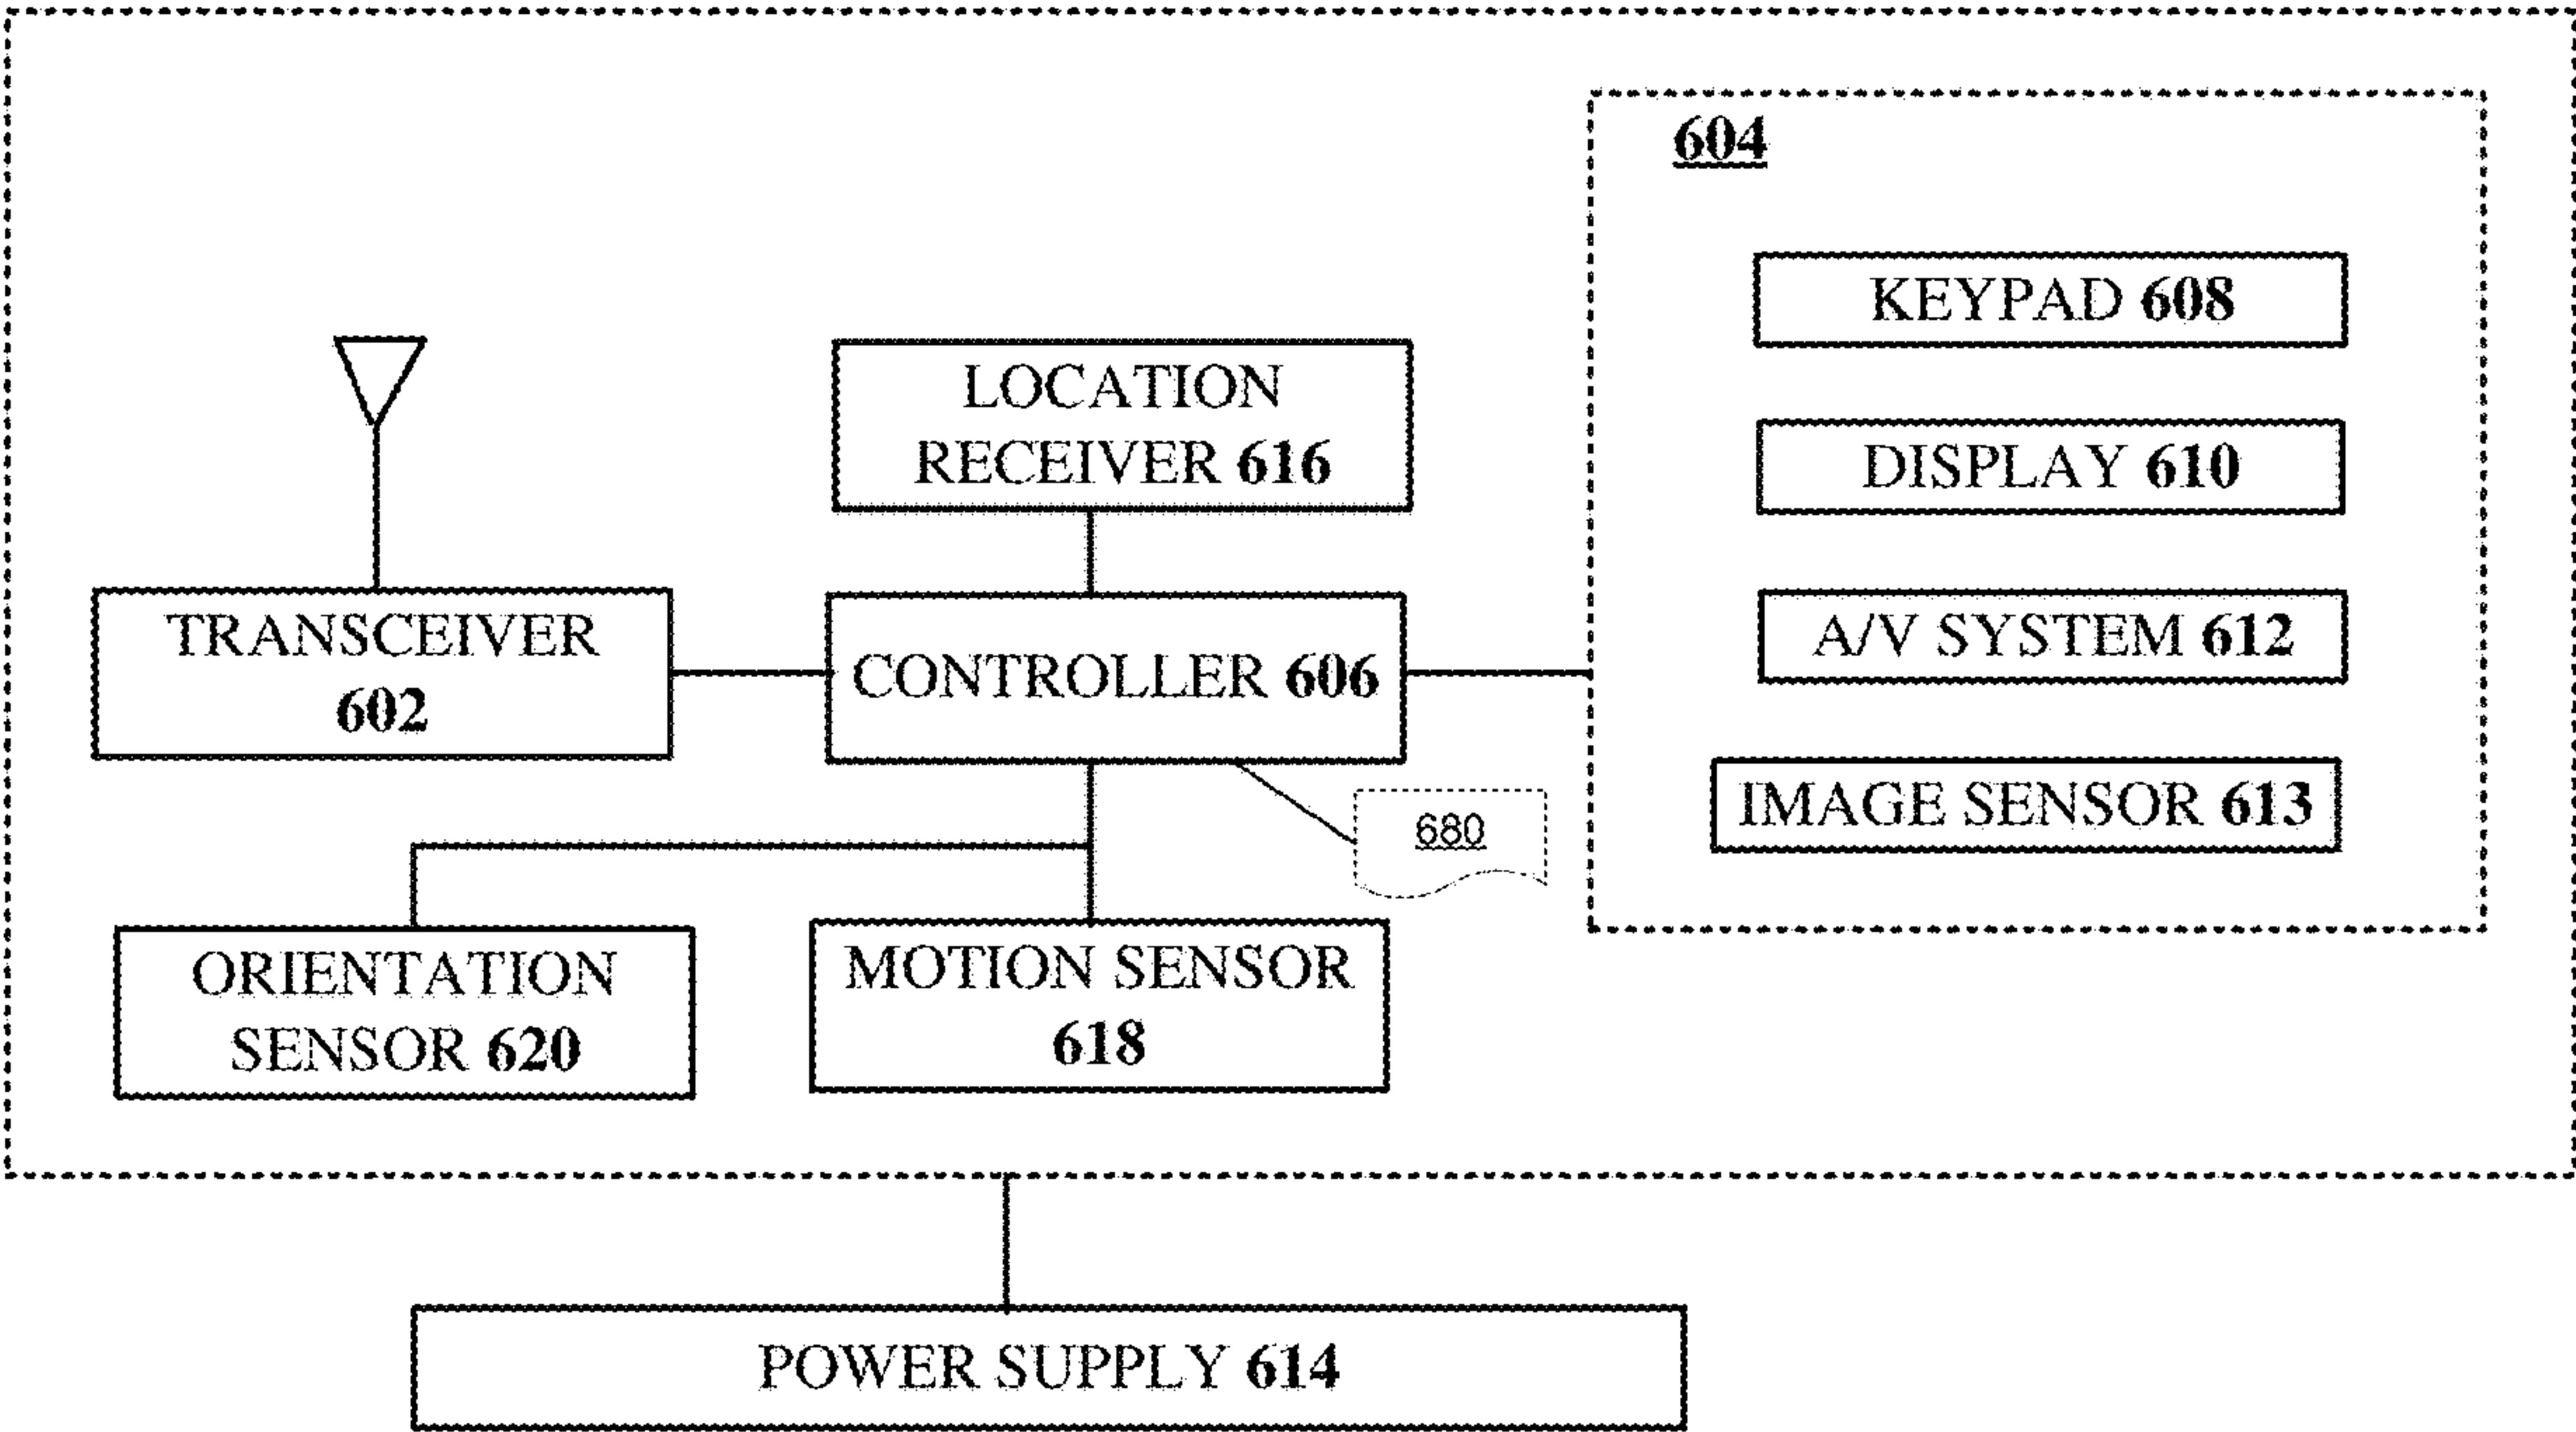 604
KEYPAD 608
LOCATION
RECEIVER 616
DISPLAY 610
TRANSCEIVER
602
CONTROLLER 606
A/V SYSTEM 612
IMAGE SENSOR 613
680
ORIENTATION
SENSOR 620
MOTION SENSOR
618
POWER SUPPLY 614